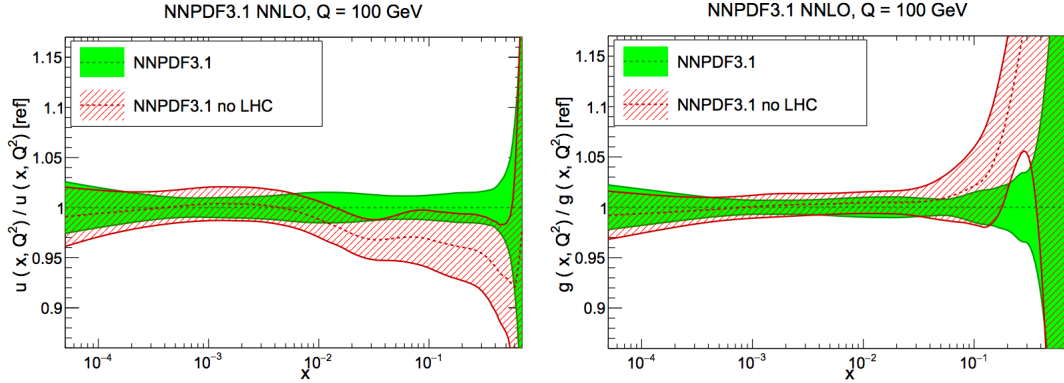 NNPDF3.1 NNLO, Q = 100 GeV
u ( x, Q²) / u ( x, Q²) [ref]
1.15
1.1
1.05
1
0.95
0.9
NNPDF3.1
NNPDF3.1 no LHC
10⁻⁴
10⁻³
10⁻²
10⁻¹
x
NNPDF3.1 NNLO, Q = 100 GeV
g ( x, Q²) / g ( x, Q²) [ref]
1.15
1.1
1.05
1
0.95
0.9
NNPDF3.1
NNPDF3.1 no LHC
10⁻⁴
10⁻³
10⁻²
10⁻¹
x